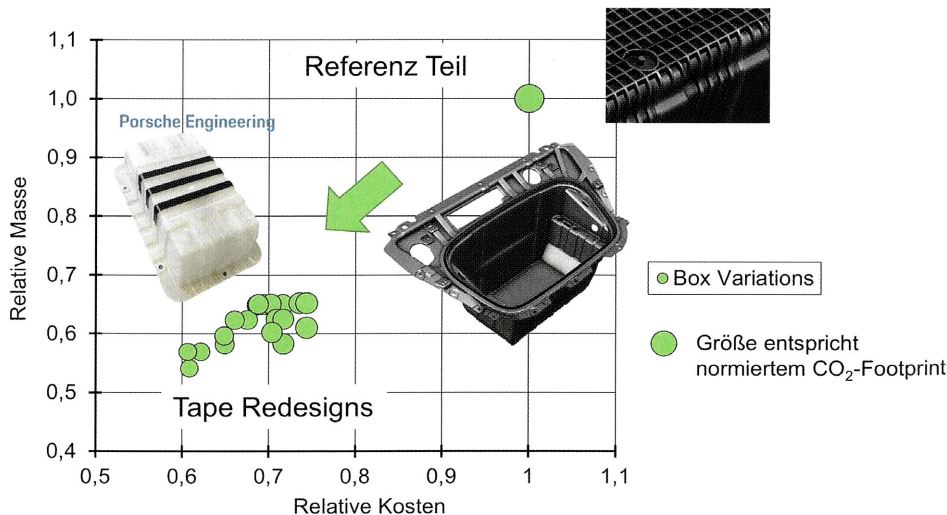 1,1
Referenz Teil
1,0
Porsche Engineering
0,9
0,8
Relative Masse
0,7
Box Variations
0,6
Größe entspricht
normiertem CO₂-Footprint
0,5
Tape Redesigns
0,4
0,5 0,6 0,7 0,8 0,9 1 1,1
Relative Kosten